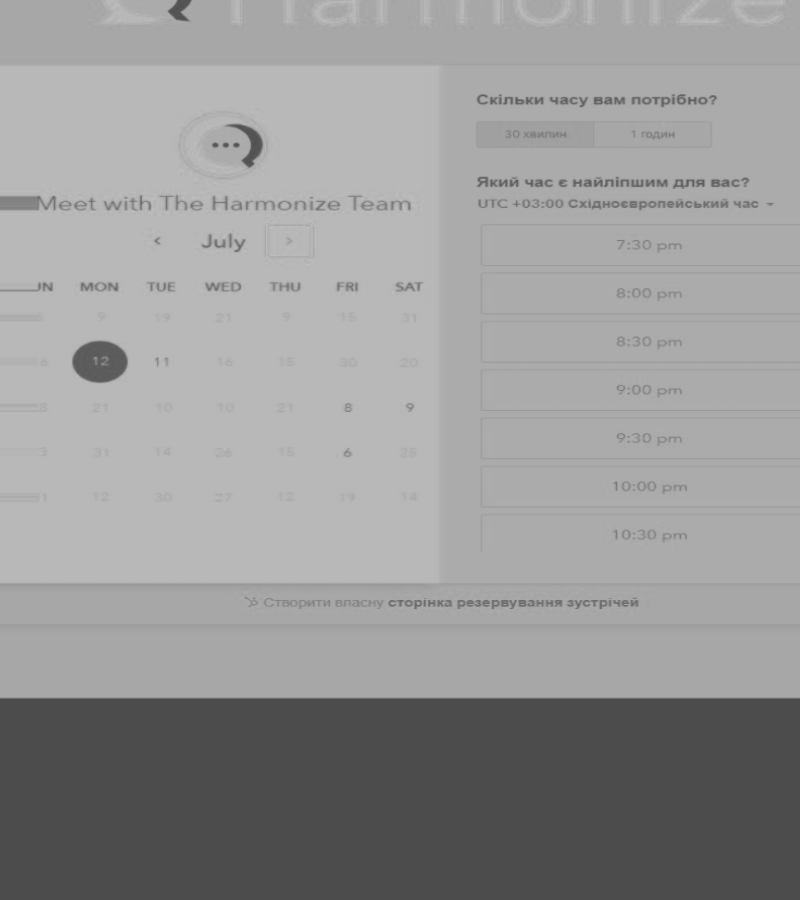 Harmonize
Meet with The Harmonize Team
July
UN MON TUE WED THU FRI SAT
9 19 21 9 15 31
6 12 11 16 15 30 20
8 21 10 10 21 8 9
3 31 14 26 15 6 25
1 12 30 27 12 19 14
Скільки часу вам потрібно?
30 хвилин 1 годин
Який час є найліпшим для вас?
UTC +03:00 Східноєвропейський час
7:30 pm
8:00 pm
8:30 pm
9:00 pm
9:30 pm
10:00 pm
10:30 pm
Створити власну сторінка резервування зустрічей